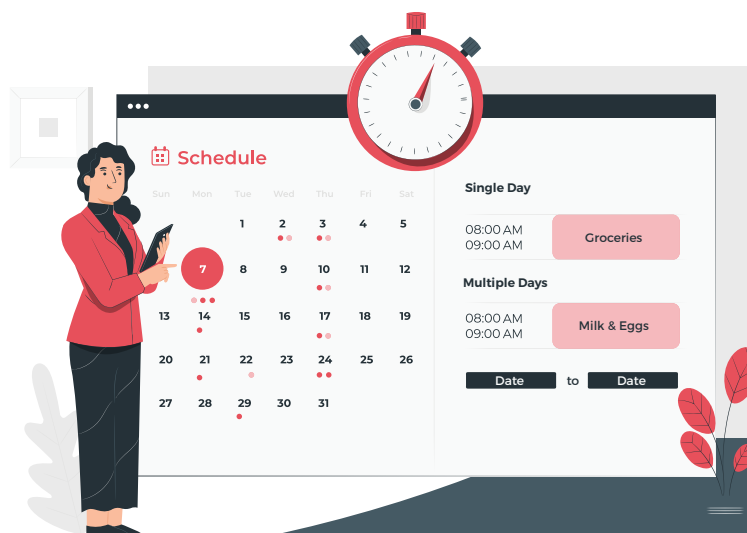 Schedule
Sun Mon Tue Wed Thu Fri Sat
1 2 3 4 5
7 8 9 10 11 12
13 14 15 16 17 18 19
20 21 22 23 24 25 26
27 28 29 30 31
Single Day
08:00 AM
09:00 AM
Groceries
Multiple Days
08:00 AM
09:00 AM
Milk & Eggs
Date to Date